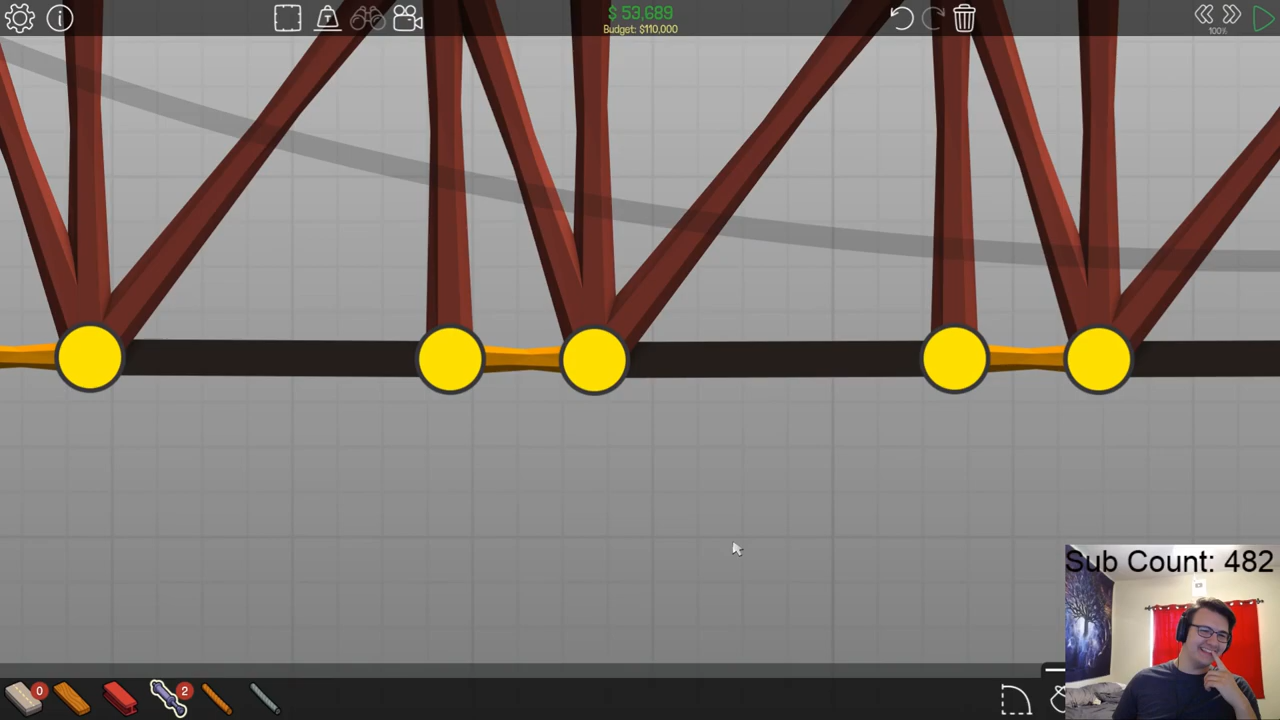 $ 53,689
Budget: $110,000
100%
0
2
Sub Count: 482